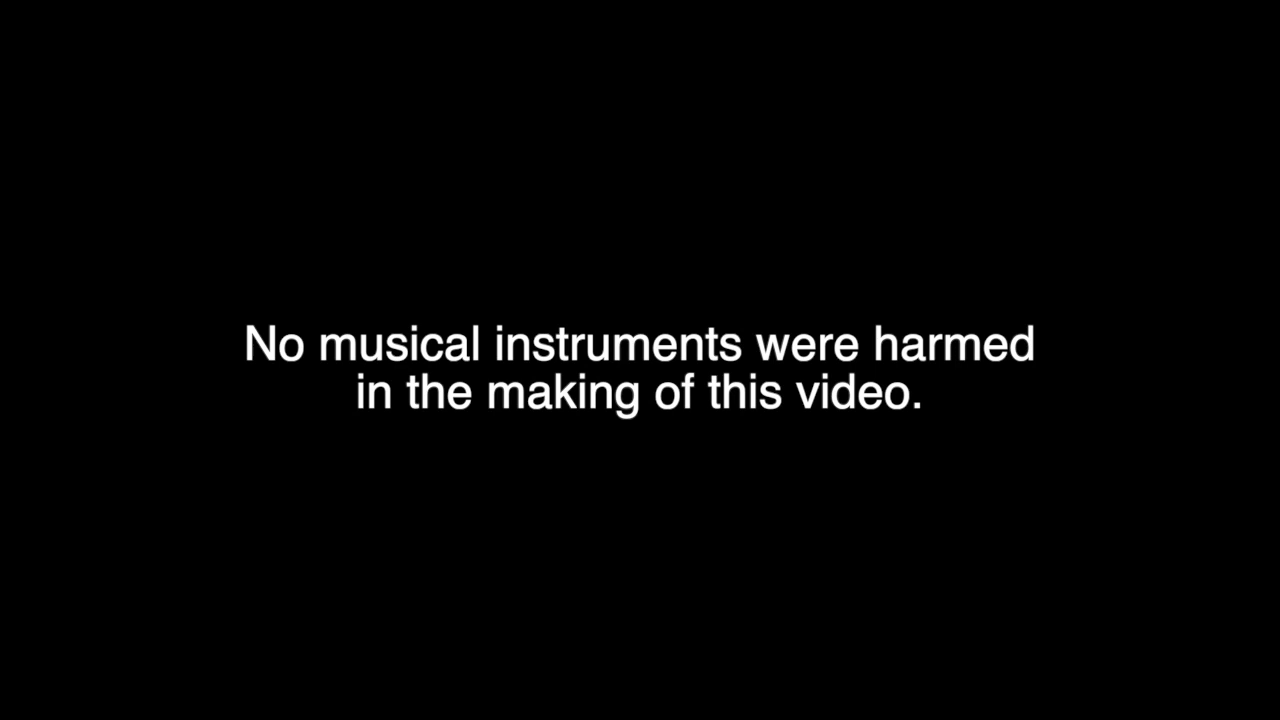 No musical instruments were harmed
in the making of this video.